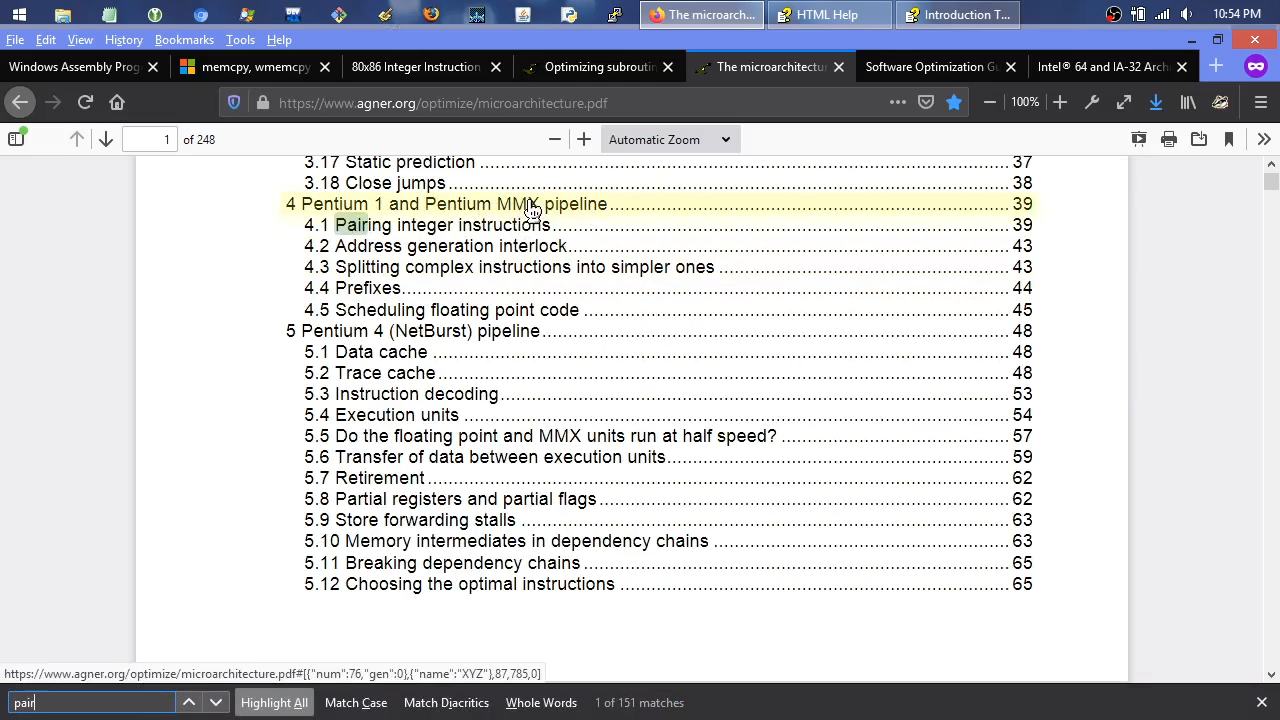 The microarch...
HTML Help
Introduction T...
10:54 PM
File Edit View History Bookmarks Tools Help
Windows Assembly Prog
memcpy, wmemcpy
80x86 Integer Instruction
Optimizing subroutin
The microarchitectur
Software Optimization Gu
Intel® 64 and IA-32 Arch
https://www.agner.org/optimize/microarchitecture.pdf
100%
1 of 248
Automatic Zoom
3.17 Static prediction ........ 37
3.18 Close jumps ........ 38
4 Pentium 1 and Pentium MMX pipeline ........ 39
4.1 Pairing integer instructions ........ 39
4.2 Address generation interlock ........ 43
4.3 Splitting complex instructions into simpler ones ........ 43
4.4 Prefixes ........ 44
4.5 Scheduling floating point code ........ 45
5 Pentium 4 (NetBurst) pipeline ........ 48
5.1 Data cache ........ 48
5.2 Trace cache ........ 48
5.3 Instruction decoding ........ 53
5.4 Execution units ........ 54
5.5 Do the floating point and MMX units run at half speed? ........ 57
5.6 Transfer of data between execution units ........ 59
5.7 Retirement ........ 62
5.8 Partial registers and partial flags ........ 62
5.9 Store forwarding stalls ........ 63
5.10 Memory intermediates in dependency chains ........ 63
5.11 Breaking dependency chains ........ 65
5.12 Choosing the optimal instructions ........ 65
https://www.agner.org/optimize/microarchitecture.pdf#[{"num":76,"gen":0},{"name":"XYZ"},87,785,0]
pair
Highlight All
Match Case
Match Diacritics
Whole Words
1 of 151 matches